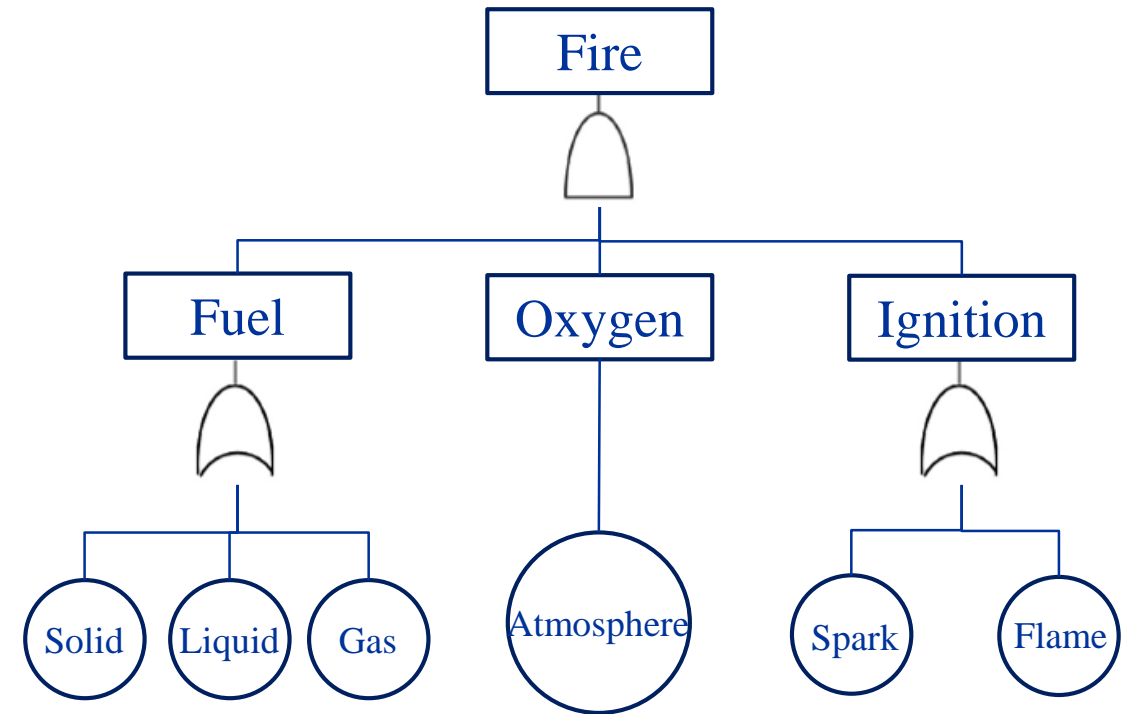 Fire
Fuel
Oxygen
Ignition
Solid
Liquid
Gas
Atmosphere
Spark
Flame